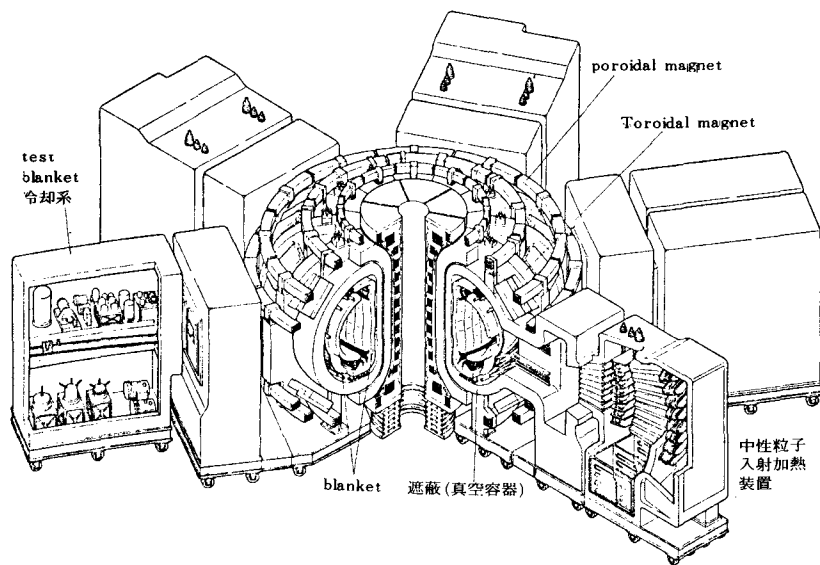 poroidal magnet
Toroidal magnet
test
blanket
冷却系
中性粒子
入射加熱
装置
blanket
遮蔽(真空容器)